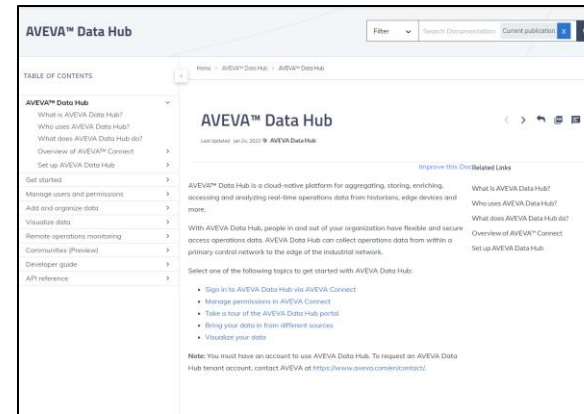 AVEVA™ Data Hub
Filter
Search Documentation
Current publication
x
TABLE OF CONTENTS
Home > AVEVA™ Data Hub > AVEVA™ Data Hub
AVEVA™ Data Hub
What is AVEVA Data Hub?
Who uses AVEVA Data Hub?
What does AVEVA Data Hub do?
Overview of AVEVA™ Connect
Set up AVEVA Data Hub
Get started
Manage users and permissions
Add and organize data
Visualize data
Remote operations monitoring
Communities (Preview)
Developer guide
API reference
AVEVA™ Data Hub
Last Updated Jan 24, 2022 AVEVA Data Hub
Improve this Doc
AVEVA™ Data Hub is a cloud-native platform for aggregating, storing, enriching,
accessing and analyzing real-time operations data from historians, edge devices and
more.
With AVEVA Data Hub, people in and out of your organization have flexible and secure
access operations data. AVEVA Data Hub can collect operations data from within a
primary control network to the edge of the industrial network.
Select one of the following topics to get started with AVEVA Data Hub:
• Sign in to AVEVA Data Hub via AVEVA Connect
• Manage permissions in AVEVA Connect
• Take a tour of the AVEVA Data Hub portal
• Bring your data in from different sources
• Visualize your data
Note: You must have an account to use AVEVA Data Hub. To request an AVEVA Data
Hub tenant account, contact AVEVA at https://www.aveva.com/en/contact/.
Related Links
What is AVEVA Data Hub?
Who uses AVEVA Data Hub?
What does AVEVA Data Hub do?
Overview of AVEVA™ Connect
Set up AVEVA Data Hub